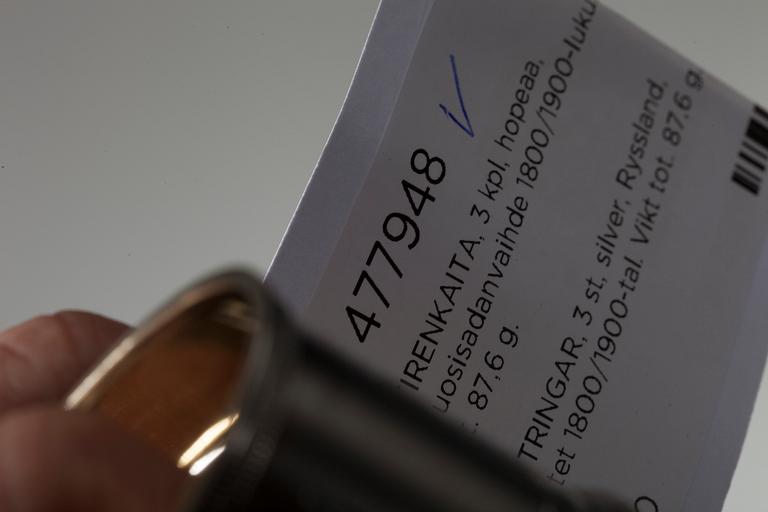 477948
IRENKAITA, 3 kpl, hopeaa,
uosisadanvaihde 1800/1900-luku
. 87,6 g.
TRINGAR, 3 st, silver, Ryssland,
tet 1800/1900-tal. Vikt tot. 87,6 g.